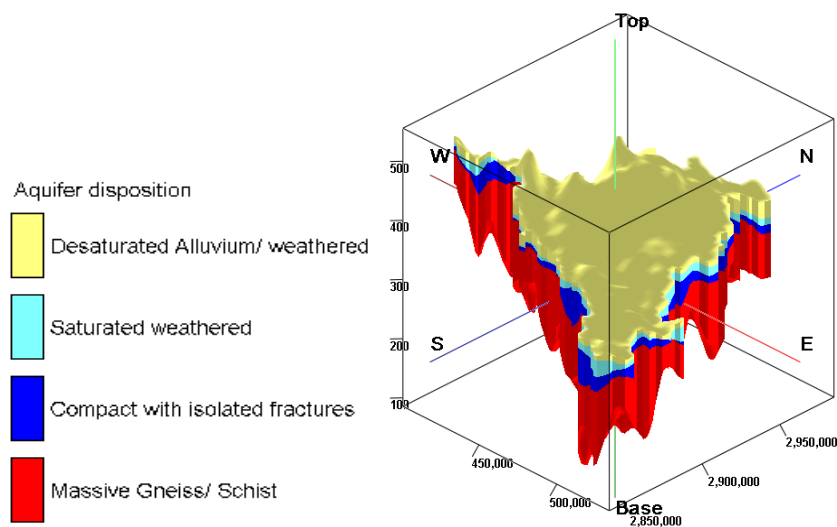 Top
W
N
500
Aquifer disposition
400
Desaturated Alluvium/ weathered
300
Saturated weathered
S
E
200
Compact with isolated fractures
100
2,950,000
450,000
2,900,000
Massive Gneiss/ Schist
500,000
Base
2,850,000